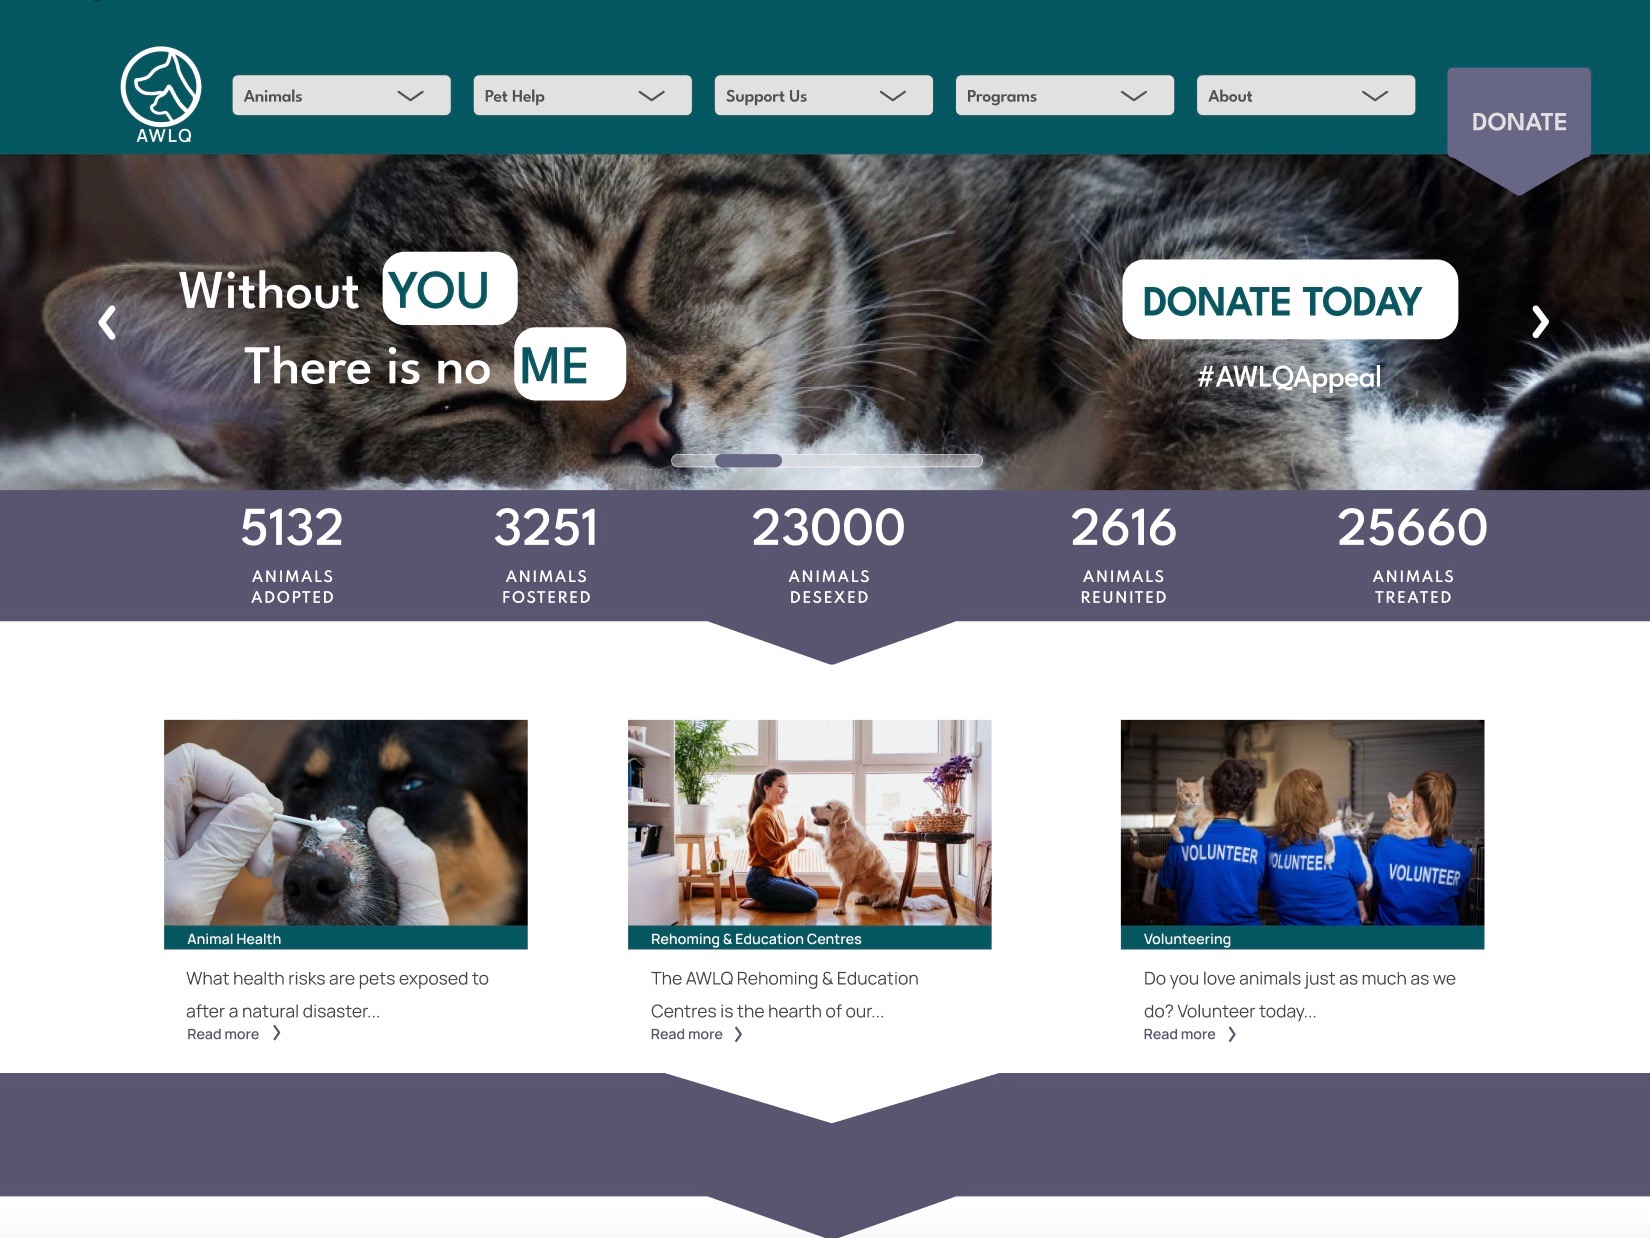 AWLQ
Animals
Pet Help
Support Us
Programs
About
DONATE
Without YOU
There is no ME
DONATE TODAY
#AWLQAppeal
5132
ANIMALS
ADOPTED
3251
ANIMALS
FOSTERED
23000
ANIMALS
DESEXED
2616
ANIMALS
REUNITED
25660
ANIMALS
TREATED
Animal Health
What health risks are pets exposed to
after a natural disaster...
Read more
VOLUNTEER
VOLUNTEER
VOLUNTEER
Rehoming & Education Centres
The AWLQ Rehoming & Education
Centres is the hearth of our...
Read more
Volunteering
Do you love animals just as much as we
do? Volunteer today...
Read more